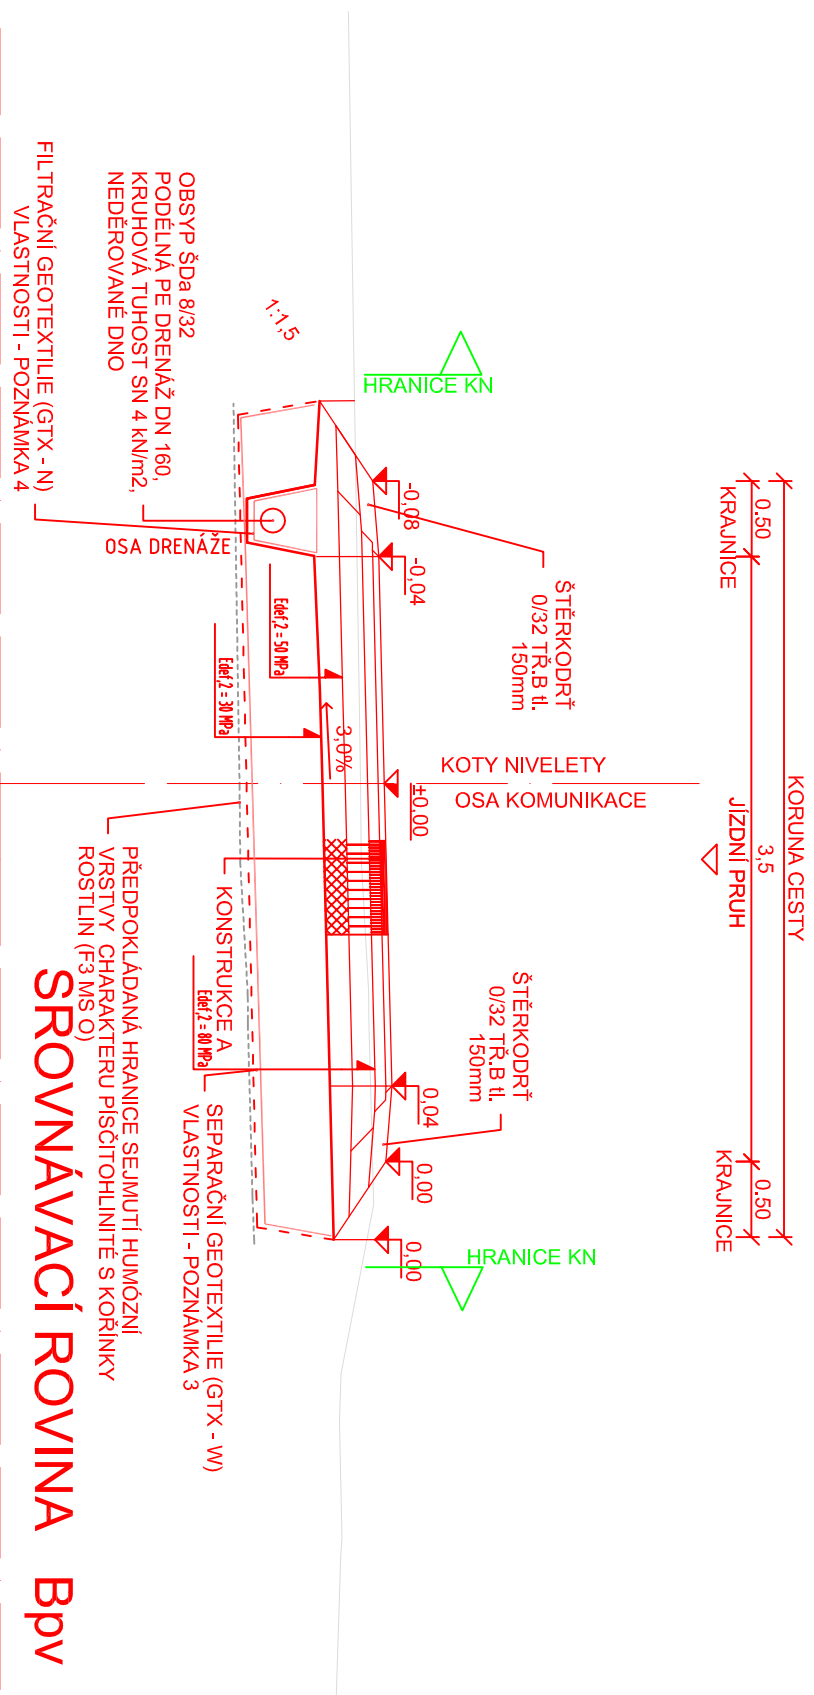 KORUNA CESTY
0.50
3,5
0.50
KRAJNICE
JÍZDNÍ PRUH
KRAJNICE
HRANICE KN
ŠTĚRKODRŤ
0/32 TŘ.B tl.
150mm
KOTY NIVELETY
OSA KOMUNIKACE
ŠTĚRKODRŤ
0/32 TŘ.B tl.
150mm
HRANICE KN
-0,08
-0,04
±0,00
0,04
0,00
0,00
1:1,5
3,0%
Edef,2 = 50 MPa
Edef,2 = 30 MPa
Edef,2 = 80 MPa
OSA DRENÁŽE
OBSYP ŠDa 8/32
PODÉLNÁ PE DRENÁŽ DN 160,
KRUHOVÁ TUHOST SN 4 kN/m2,
NEDĚROVANÉ DNO
FILTRAČNÍ GEOTEXTILIE (GTX - N)
VLASTNOSTI - POZNÁMKA 4
KONSTRUKCE A
SEPARAČNÍ GEOTEXTILIE (GTX - W)
VLASTNOSTI - POZNÁMKA 3
PŘEDPOKLÁDANÁ HRANICE SEJMUTÍ HUMÓZNÍ
VRSTVY CHARAKTERU PÍSČITOHLINITÉ S KOŘÍNKY
ROSTLIN (F3 MS O)
SROVNÁVACÍ ROVINA Bpv